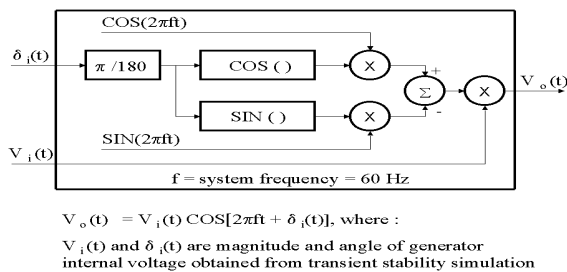 COS(2πft)
δ i(t)
π /180
COS ( )
X
+
Σ
X
V o(t)
-
SIN ( )
X
SIN(2πft)
V i(t)
f = system frequency = 60 Hz
V o(t) = V i(t) COS[2πft + δ i(t)], where :
V i(t) and δ i(t) are magnitude and angle of generator
internal voltage obtained from transient stability simulation